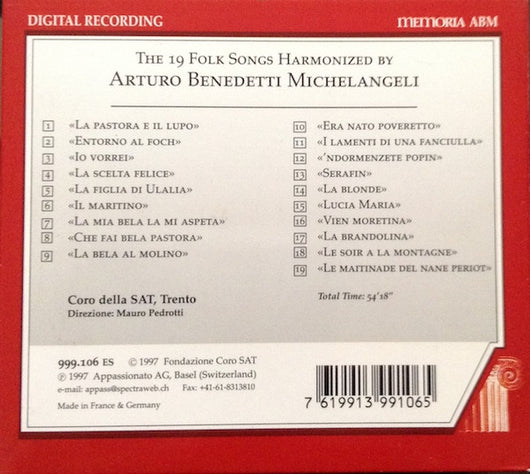 DIGITAL RECORDING
MEMORIA ABM
The 19 Folk Songs Harmonized by
Arturo Benedetti Michelangeli
1 «La pastora e il lupo»
2 «Entorno al foch»
3 «Io vorrei»
4 «La scelta felice»
5 «La figlia di Ulalia»
6 «Il maritino»
7 «La mia bela la mi aspeta»
8 «Che fai bela pastora»
9 «La bela al molino»
10 «Era nato poveretto»
11 «I lamenti di una fanciulla»
12 «'ndormenzete popin»
13 «Serafin»
14 «La blonde»
15 «Lucia Maria»
16 «Vien moretina»
17 «La brandolina»
18 «Le soir a la montagne»
19 «Le maitinade del nane periot»
Coro della SAT, Trento
Direzione: Mauro Pedrotti
Total Time: 54'18"
999.106 ES © 1997 Fondazione Coro SAT
℗ 1997 Appassionato AG, Basel (Switzerland)
e-mail: appass@spectraweb.ch Fax: +41-61-8313810
Made in France & Germany
7 619913 991065